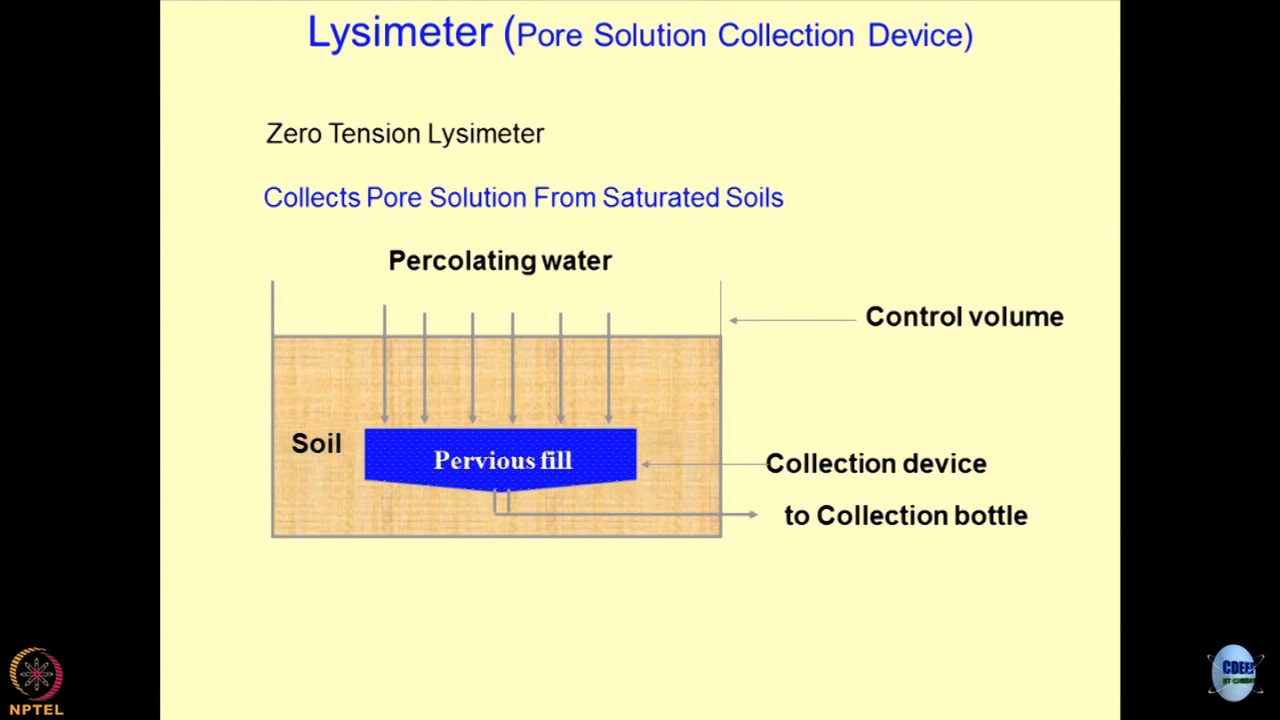 Lysimeter (Pore Solution Collection Device)
Zero Tension Lysimeter
Collects Pore Solution From Saturated Soils
Percolating water
Control volume
Soil
Pervious fill
Collection device
to Collection bottle
NPTEL
CDEEP